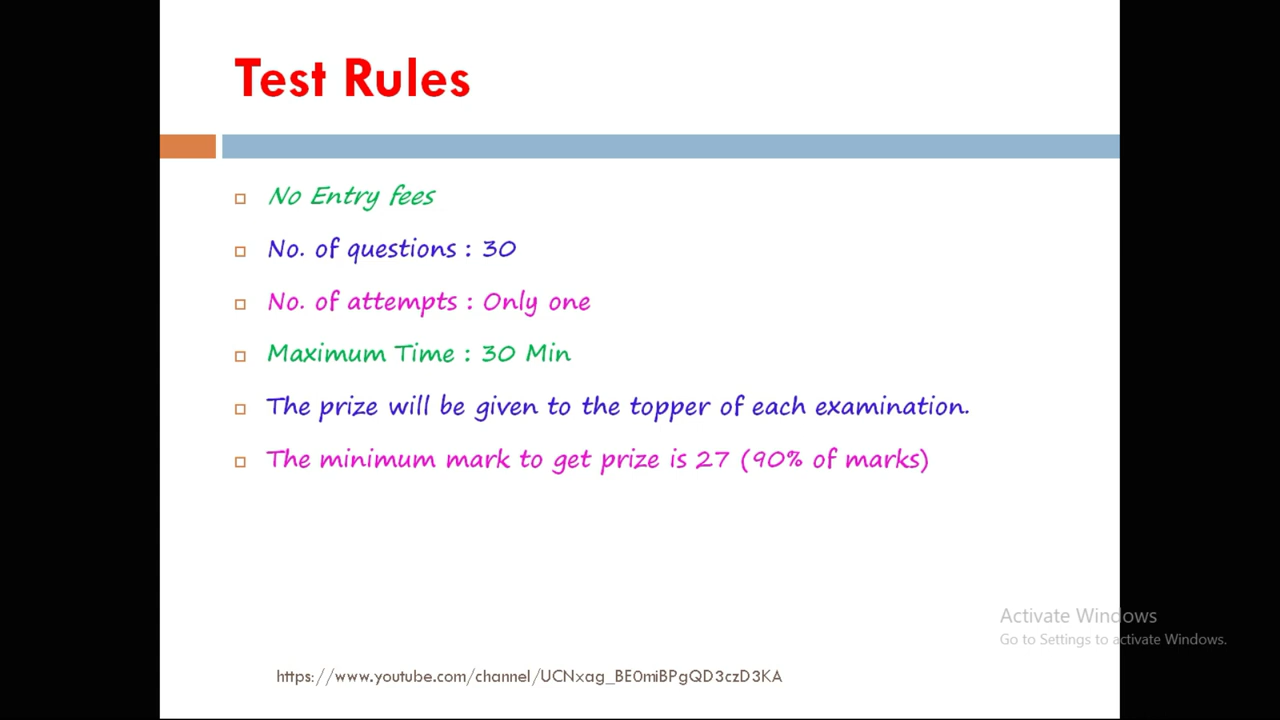 Test Rules
No Entry fees
No. of questions : 30
No. of attempts : Only one
Maximum Time : 30 Min
The prize will be given to the topper of each examination.
The minimum mark to get prize is 27 (90% of marks)
Activate Windows
Go to Settings to activate Windows.
https://www.youtube.com/channel/UCNxag_BE0miBPgQD3czD3KA